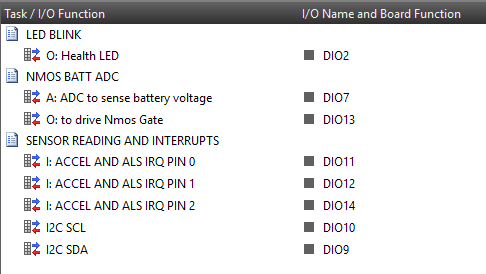 Task / I/O Function I/O Name and Board Function
LED BLINK
O: Health LED DIO2
NMOS BATT ADC
A: ADC to sense battery voltage DIO7
O: to drive Nmos Gate DIO13
SENSOR READING AND INTERRUPTS
I: ACCEL AND ALS IRQ PIN 0 DIO11
I: ACCEL AND ALS IRQ PIN 1 DIO12
I: ACCEL AND ALS IRQ PIN 2 DIO14
I2C SCL DIO10
I2C SDA DIO9